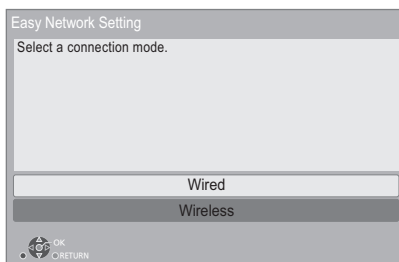 Easy Network Setting
Select a connection mode.
Wired
Wireless
OK
RETURN